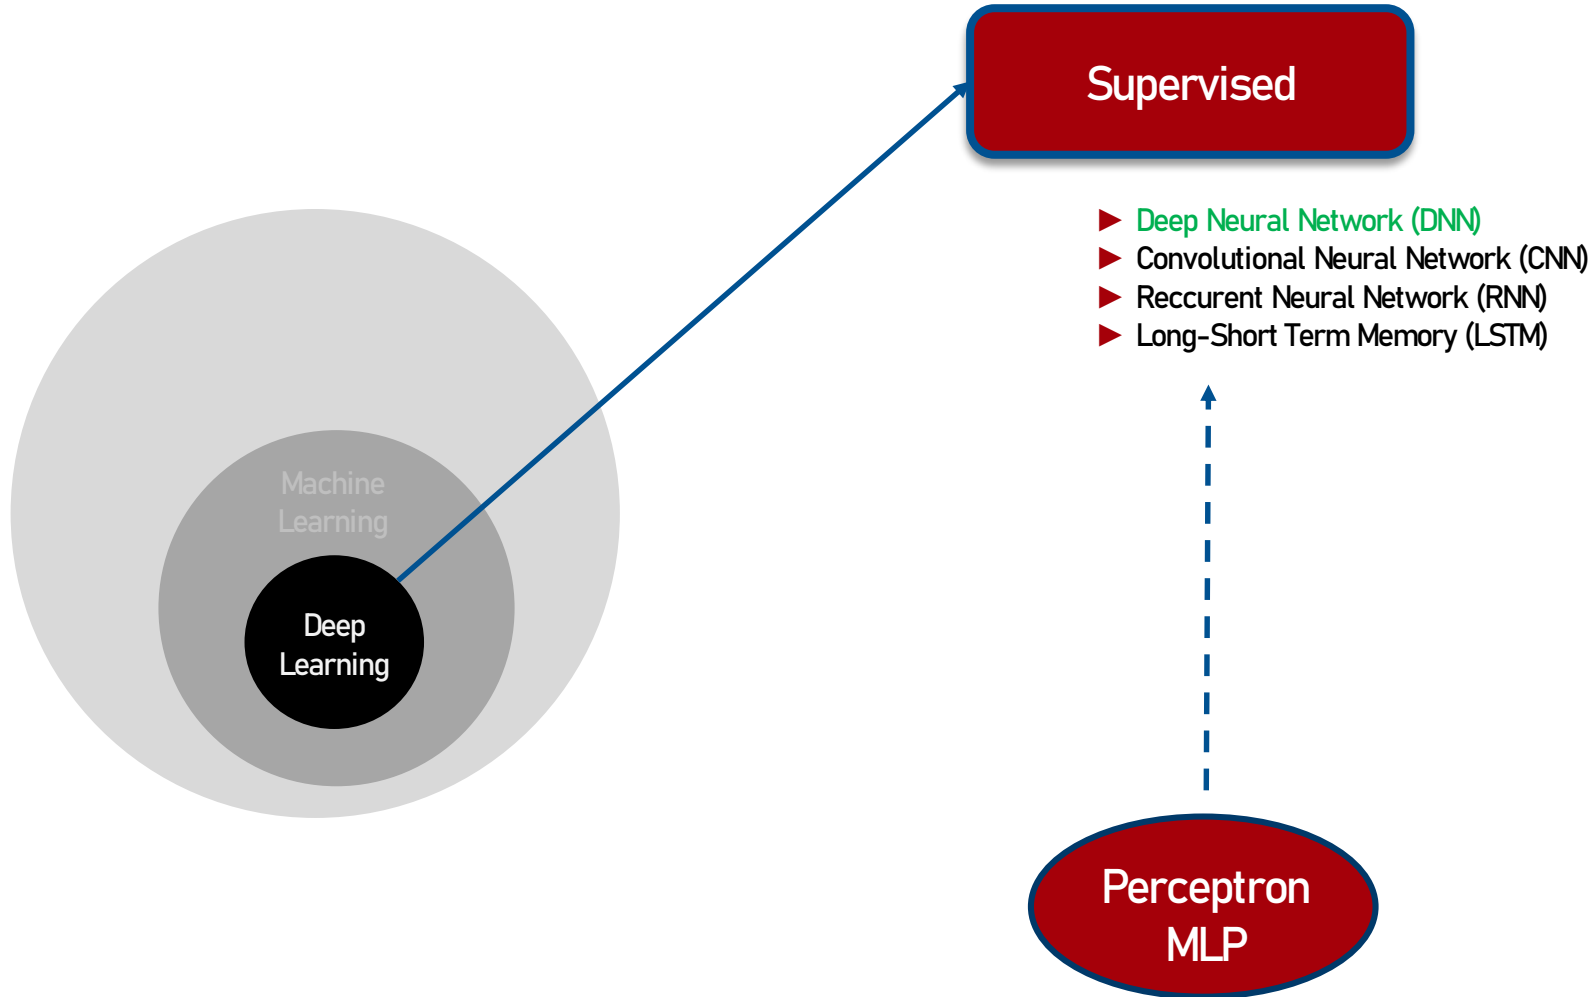 Supervised
Deep Neural Network (DNN)
Convolutional Neural Network (CNN)
Reccurent Neural Network (RNN)
Long-Short Term Memory (LSTM)
Machine
Learning
Deep
Learning
Perceptron
MLP